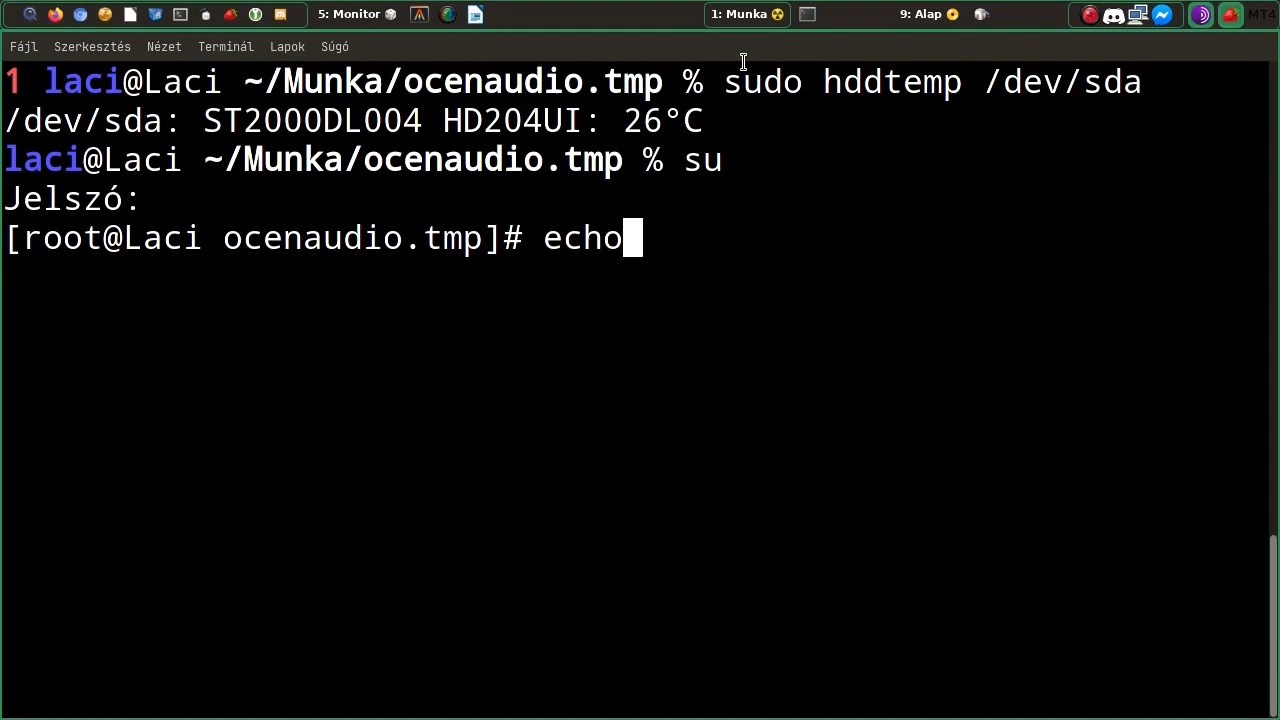 5: Monitor 1: Munka 9: Alap MT4
Fájl Szerkesztés Nézet Terminál Lapok Súgó
1 laci@Laci ~/Munka/ocenaudio.tmp % sudo hddtemp /dev/sda
/dev/sda: ST2000DL004 HD204UI: 26°C
laci@Laci ~/Munka/ocenaudio.tmp % su
Jelszó:
[root@Laci ocenaudio.tmp]# echo